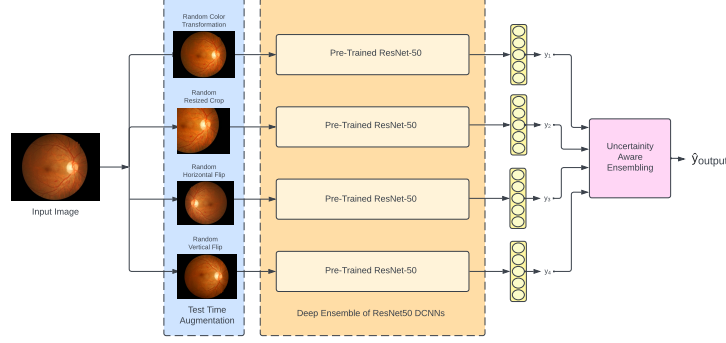 Random Color
Transformation
Pre-Trained ResNet-50
y₁
Random
Resized Crop
Pre-Trained ResNet-50
y₂
Uncertainity
Aware
Ensembling
ŷoutput
Input Image
Random
Horizontal Flip
Pre-Trained ResNet-50
y₃
Random
Vertical Flip
Pre-Trained ResNet-50
y₄
Test Time
Augmentation
Deep Ensemble of ResNet50 DCNNs